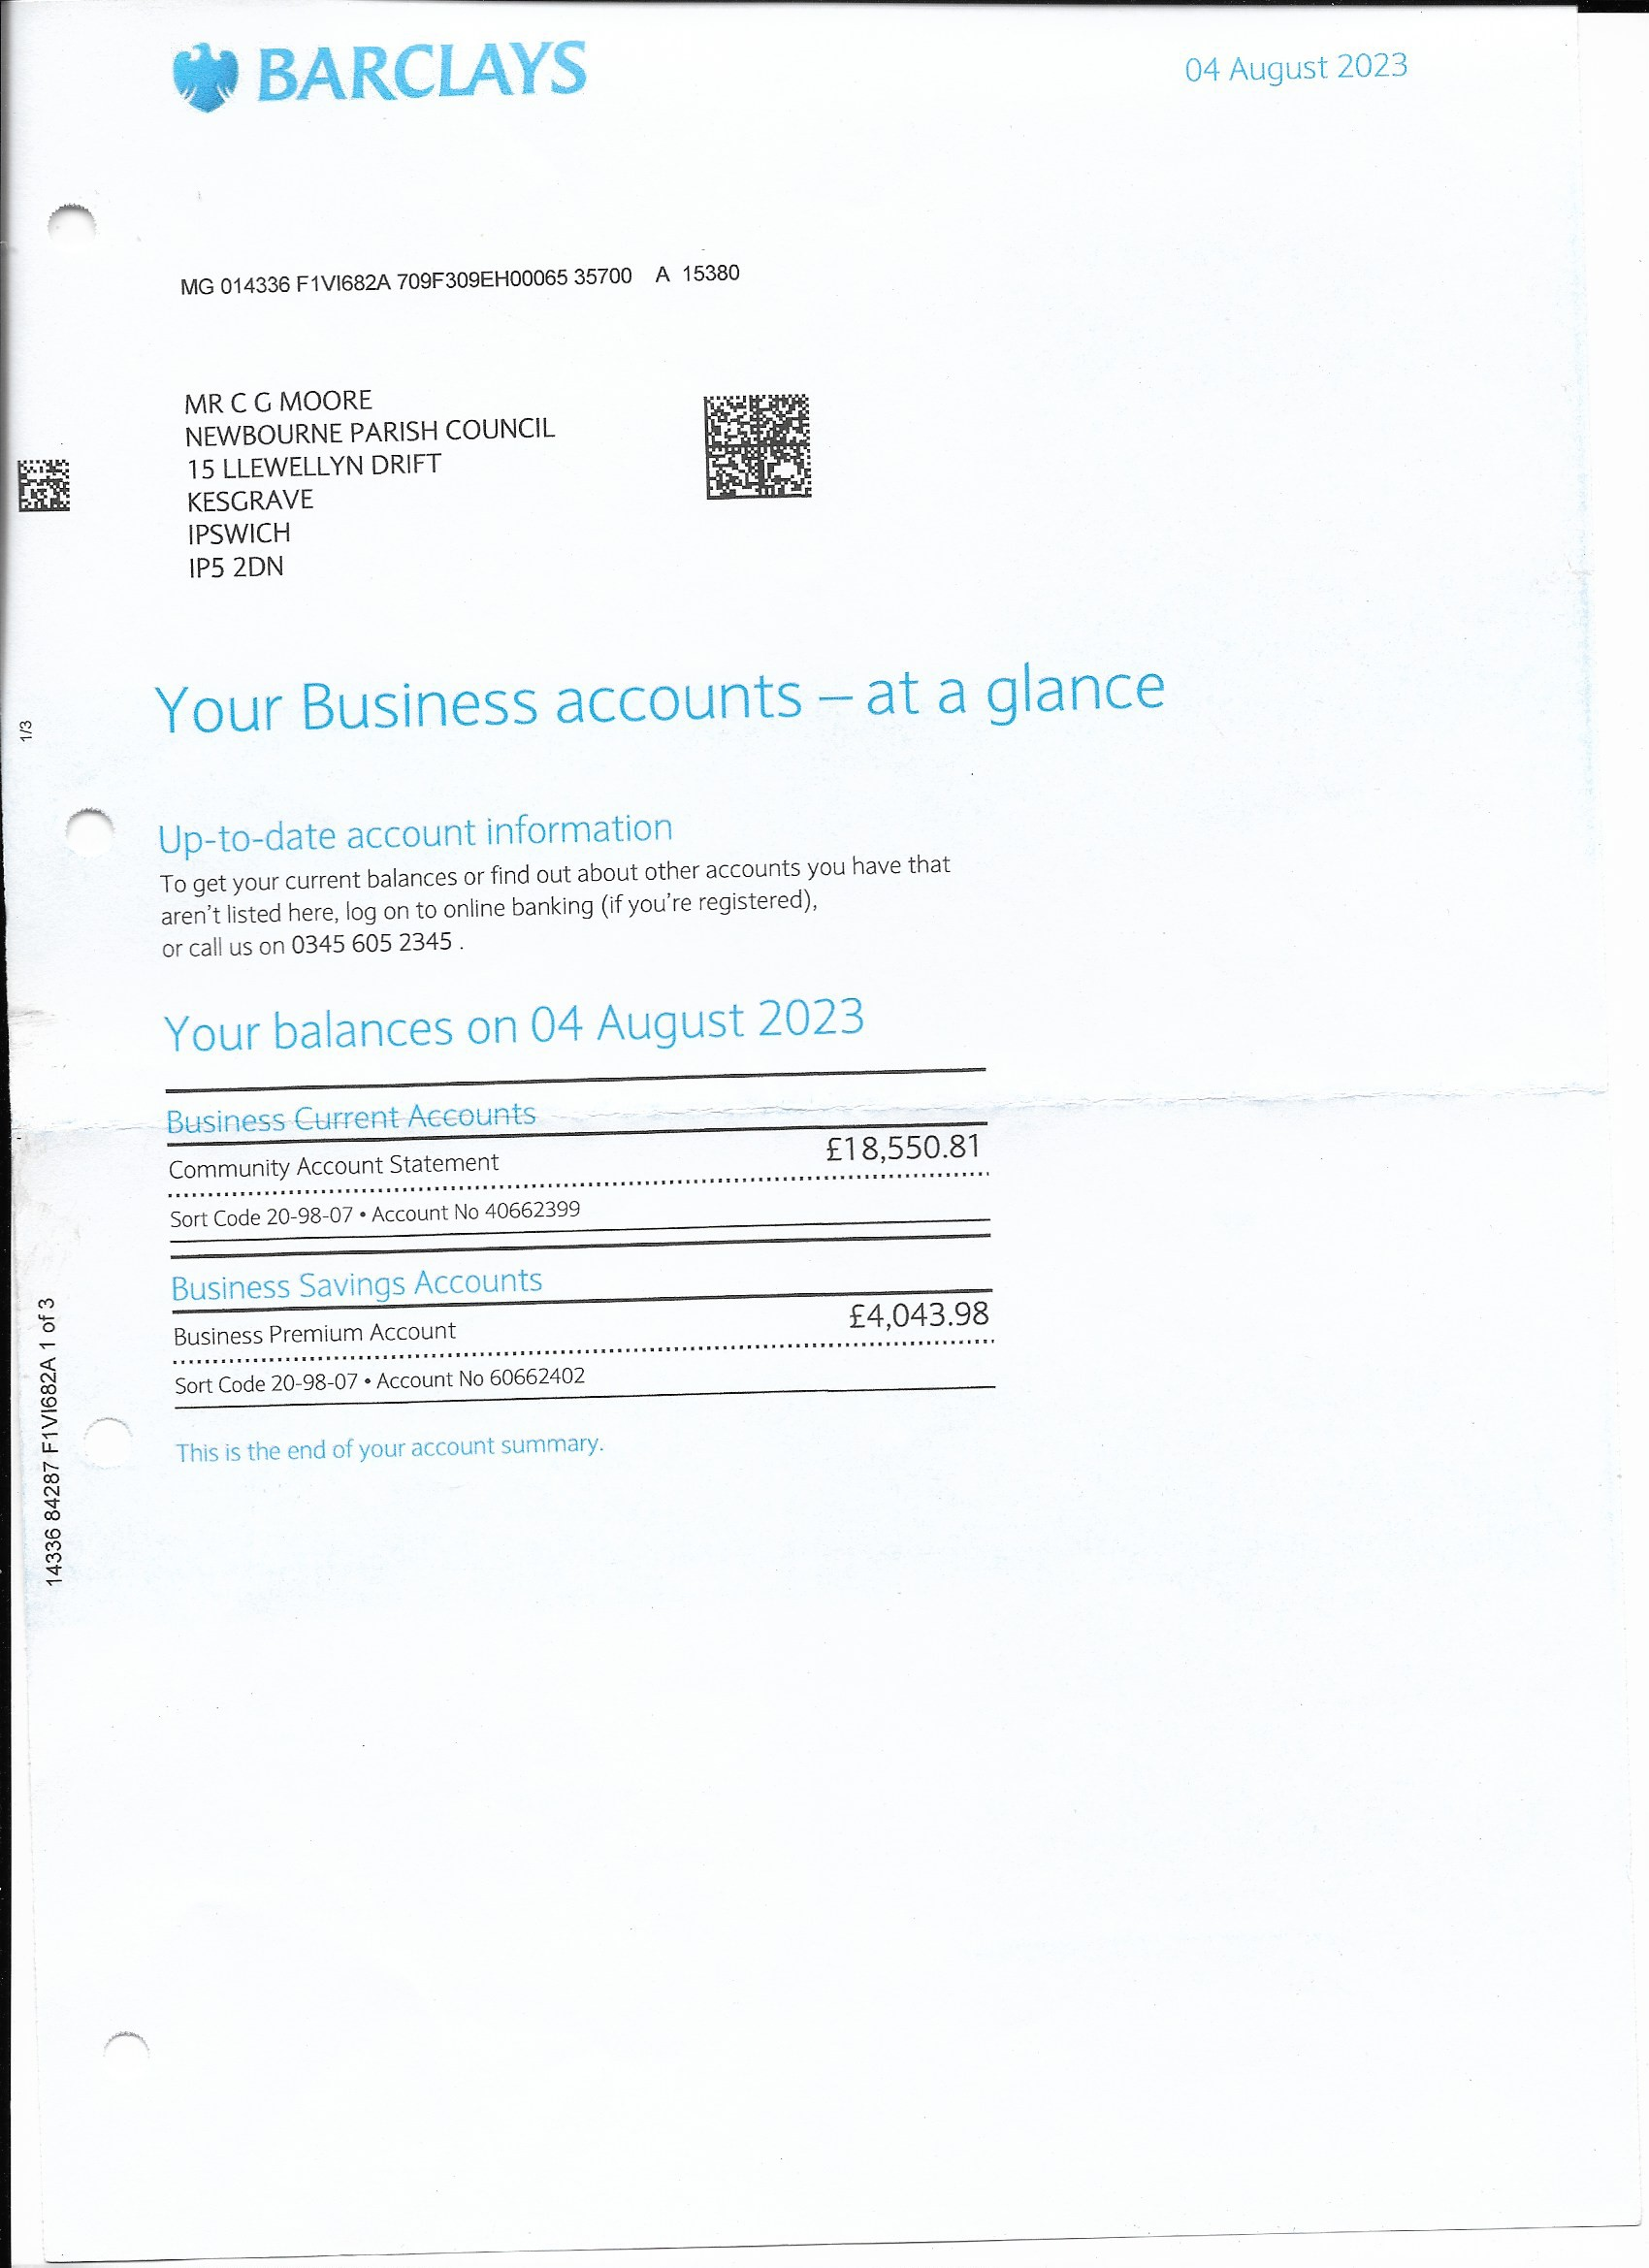 BARCLAYS
04 August 2023
MG 014336 F1VI682A 709F309EH00065 35700 A 15380
MR C G MOORE
NEWBOURNE PARISH COUNCIL
15 LLEWELLYN DRIFT
KESGRAVE
IPSWICH
IP5 2DN
Your Business accounts – at a glance
1/3
Up-to-date account information
To get your current balances or find out about other accounts you have that
aren't listed here, log on to online banking (if you're registered),
or call us on 0345 605 2345 .
Your balances on 04 August 2023
Business Current Accounts
Community Account Statement £18,550.81
Sort Code 20-98-07 • Account No 40662399
Business Savings Accounts
Business Premium Account £4,043.98
Sort Code 20-98-07 • Account No 60662402
This is the end of your account summary.
14336 84287 F1VI682A 1 of 3